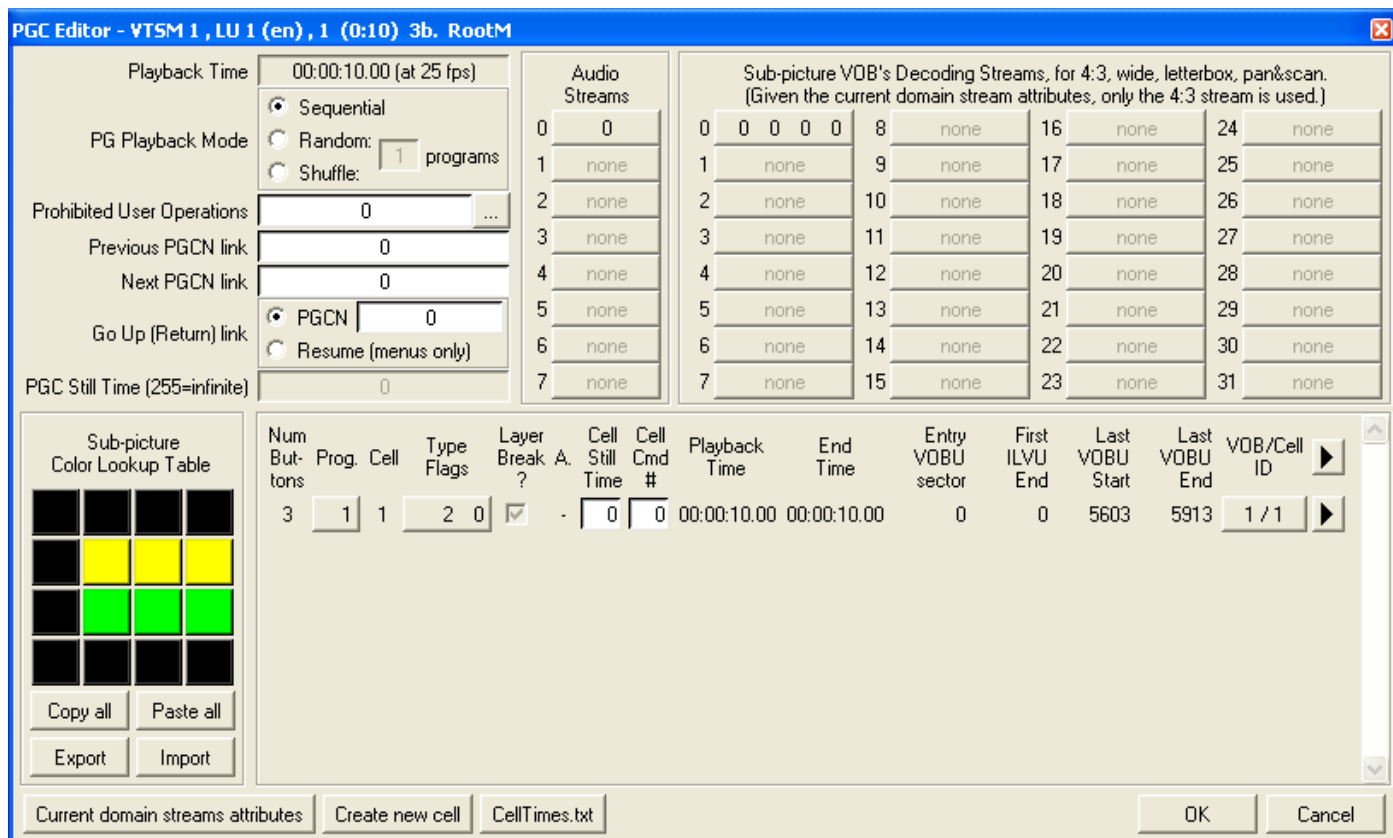 PGC Editor - VTSM 1 , LU 1 (en) , 1 (0:10) 3b. RootM
Playback Time 00:00:10.00 (at 25 fps)
PG Playback Mode
Sequential
Random:
Shuffle:
1 programs
Prohibited User Operations 0 ...
Previous PGCN link 0
Next PGCN link 0
Go Up (Return) link
PGCN 0
Resume (menus only)
PGC Still Time (255=infinite) 0
Audio
Streams
0 0
1 none
2 none
3 none
4 none
5 none
6 none
7 none
Sub-picture VOB's Decoding Streams, for 4:3, wide, letterbox, pan&scan.
(Given the current domain stream attributes, only the 4:3 stream is used.)
0 0 0 0 0 8 none 16 none 24 none
1 none 9 none 17 none 25 none
2 none 10 none 18 none 26 none
3 none 11 none 19 none 27 none
4 none 12 none 20 none 28 none
5 none 13 none 21 none 29 none
6 none 14 none 22 none 30 none
7 none 15 none 23 none 31 none
Sub-picture
Color Lookup Table
Copy all Paste all
Export Import
Num But- tons Prog. Cell Type Flags Layer Break ? A. Cell Still Time Cell Cmd # Playback Time End Time Entry VOBU sector First ILVU End Last VOBU Start Last VOBU End VOB/Cell ID
3 1 1 2 0 - 0 0 00:00:10.00 00:00:10.00 0 0 5603 5913 1 / 1
Current domain streams attributes Create new cell CellTimes.txt OK Cancel